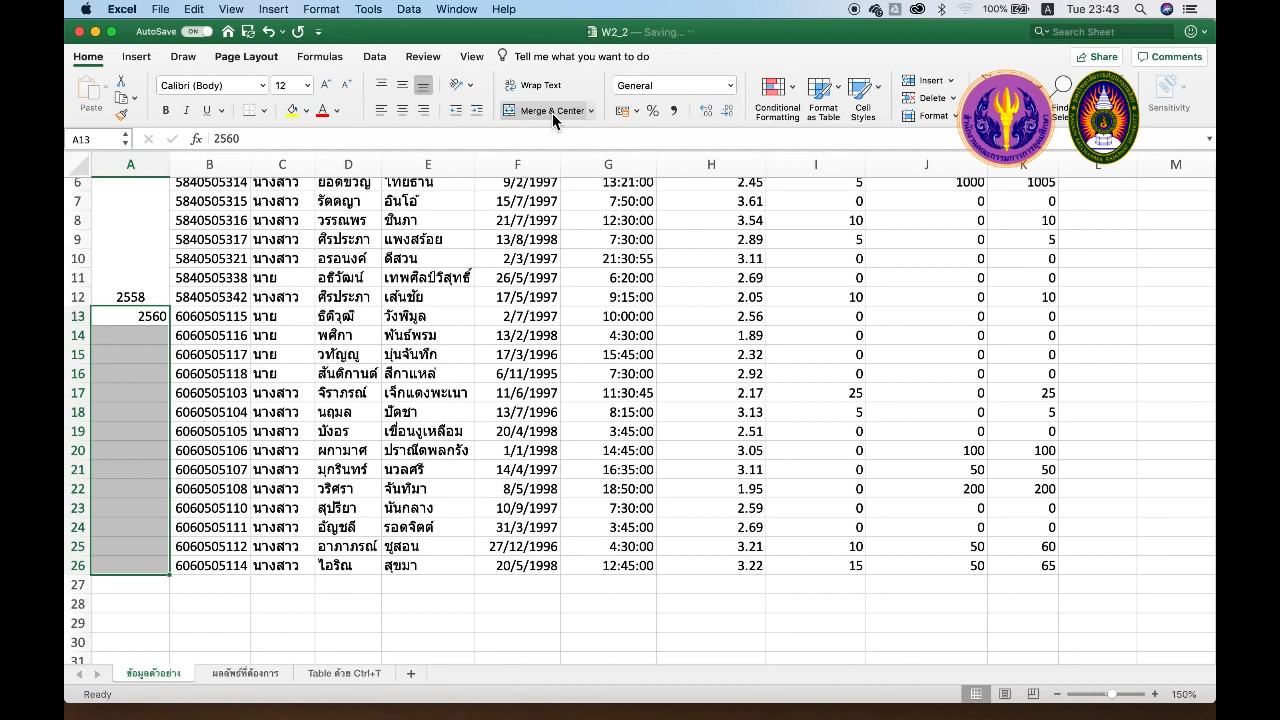 Excel File Edit View Insert Format Tools Data Window Help 100% A Tue 23:43
AutoSave ON W2_2 — Saving... Search Sheet
Home Insert Draw Page Layout Formulas Data Review View Tell me what you want to do Share Comments
Paste Calibri (Body) 12 Wrap Text General Conditional Formatting Format as Table Cell Styles Insert Sensitivity
B I U A Merge & Center % Delete
Format
A13 fx 2560
A B C D E F G H I J K L M
6 5840505314 นางสาว ยอดขวัญ ไทยธานี 9/2/1997 13:21:00 2.45 5 1000 1005
7 5840505315 นางสาว รัตตญา อินโอ้ 15/7/1997 7:50:00 3.61 0 0 0
8 5840505316 นางสาว วรรณพร ชินภา 21/7/1997 12:30:00 3.54 10 0 10
9 5840505317 นางสาว ศิรประภา แพงสร้อย 13/8/1998 7:30:00 2.89 5 0 5
10 5840505321 นางสาว อรอนงค์ ดีสวน 2/3/1997 21:30:55 3.11 0 0 0
11 5840505338 นาย อธิวัฒน์ เทพศิลป์วิสุทธิ์ 26/5/1997 6:20:00 2.69 0 0 0
12 2558 5840505342 นางสาว ศิรประภา เส้นชัย 17/5/1997 9:15:00 2.05 10 0 10
13 2560 6060505115 นาย ธิติวุฒิ วังพิมูล 2/7/1997 10:00:00 2.56 0 0 0
14 6060505116 นาย พศิกา พันธ์พรม 13/2/1998 4:30:00 1.89 0 0 0
15 6060505117 นาย วทัญญู บุ่นจันทึก 17/3/1996 15:45:00 2.32 0 0 0
16 6060505118 นาย สันติกานต์ สีกาแหล่ 6/11/1995 7:30:00 2.92 0 0 0
17 6060505103 นางสาว จิราภรณ์ เจ็กแตงพะเนา 11/6/1997 11:30:45 2.17 25 0 25
18 6060505104 นางสาว นฤมล ปัดชา 13/7/1996 8:15:00 3.13 5 0 5
19 6060505105 นางสาว บังอร เขื่อนงูเหลือม 20/4/1998 3:45:00 2.51 0 0 0
20 6060505106 นางสาว ผกามาศ ปราณีตพลกรัง 1/1/1998 14:45:00 3.05 0 100 100
21 6060505107 นางสาว มุกรินทร์ นวลศรี 14/4/1997 16:35:00 3.11 0 50 50
22 6060505108 นางสาว วริศรา จันทิมา 8/5/1998 18:50:00 1.95 0 200 200
23 6060505110 นางสาว สุปรียา นันกลาง 10/9/1997 7:30:00 2.59 0 0 0
24 6060505111 นางสาว อัญชลี รอดจิตต์ 31/3/1997 3:45:00 2.69 0 0 0
25 6060505112 นางสาว อาภาภรณ์ ชูสอน 27/12/1996 4:30:00 3.21 10 50 60
26 6060505114 นางสาว ไอริณ สุขมา 20/5/1998 12:45:00 3.22 15 50 65
27
28
29
30
31
ข้อมูลตัวอย่าง ผลลัพธ์ที่ต้องการ Table ด้วย Ctrl+T
Ready 150%